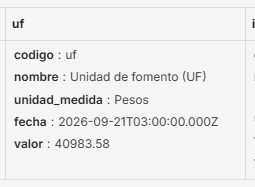 uf
codigo : uf
nombre : Unidad de fomento (UF)
unidad_medida : Pesos
fecha : 2026-09-21T03:00:00.000Z
valor : 40983.58